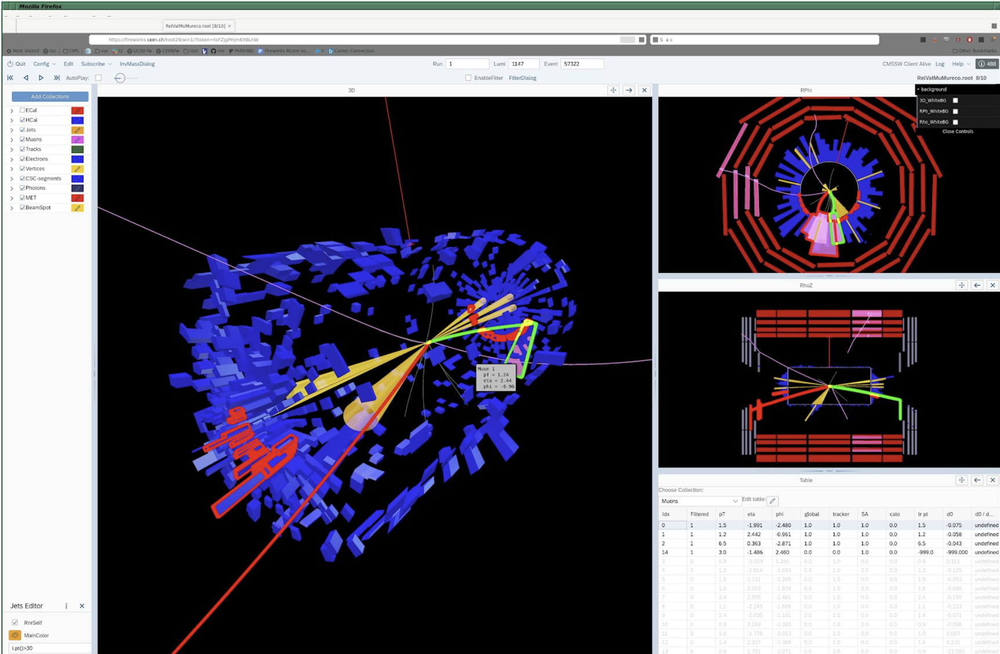 Mozilla Firefox
RelValMuMureco.root [8/10] ×
https://fireworks.cern.ch/host29/win1/?token=toFZjgPHjm6YBLhW
S a c
Most Visited t&t CMS var t2 UCSD-fw CERNfw root me PARKING Fireworks RCore iss... Y Career Connection Other Bookmarks
Quit Config Edit Subscribe InvMassDialog Run 1 Lumi 1147 Event 57322 CMSSW Client Alive Log Help 488
AutoPlay: EnableFilter FilterDialog RelValMuMureco.root 8/10
Add Collections
ECal
HCal
Jets
Muons
Tracks
Electrons
Vertices
CSC-segments
Photons
MET
BeamSpot
Jets Editor
RnrSelf
MainColor
i.pt()>30
3D
Muon 1
pT = 1.24
eta = 2.44
phi = -0.96
RPhi
background
3D_WhiteBG
RPh_WhiteBG
Rho_WhiteBG
Close Controls
RhoZ
Table
Choose Collection:
Muons Edit table:
Idx Filtered pT eta phi global tracker SA calo tr pt d0 d0 / d...
0 1 1.5 -1.991 -2.480 1.0 1.0 1.0 0.0 1.5 -0.075 undefined
1 1 1.2 2.442 -0.961 1.0 1.0 1.0 0.0 1.2 -0.058 undefined
2 1 6.5 0.363 -2.871 1.0 1.0 1.0 0.0 6.5 -0.043 undefined
14 1 3.0 -1.486 2.460 0.0 0.0 1.0 0.0 -999.0 -999.000 undefined
3 0 0.9 -2.059 1.285 0.0 1.0 0.0 0.0 0.9 0.113 undefined
4 0 1.2 -1.914 -1.693 0.0 1.0 0.0 0.0 1.2 -0.125 undefined
5 0 1.5 2.131 -2.205 0.0 1.0 0.0 0.0 1.5 -0.093 undefined
6 0 1.8 2.003 -1.874 0.0 1.0 0.0 0.0 1.8 -0.096 undefined
7 0 2.4 2.055 -1.461 0.0 1.0 0.0 0.0 2.4 -0.100 undefined
8 0 1.1 -2.245 -1.696 0.0 1.0 0.0 0.0 1.1 -0.123 undefined
9 0 1.4 -2.035 -1.101 0.0 1.0 0.0 0.0 1.4 -0.071 undefined
10 0 0.9 2.169 -1.345 0.0 1.0 0.0 0.0 0.9 -0.096 undefined
11 0 1.0 -1.776 -3.013 0.0 1.0 0.0 0.0 1.0 0.007 undefined
12 0 1.4 2.337 -1.389 0.0 1.0 0.0 0.0 1.4 0.235 undefined
13 0 0.9 1.761 -2.071 0.0 1.0 0.0 0.0 0.9 -21.083 undefined